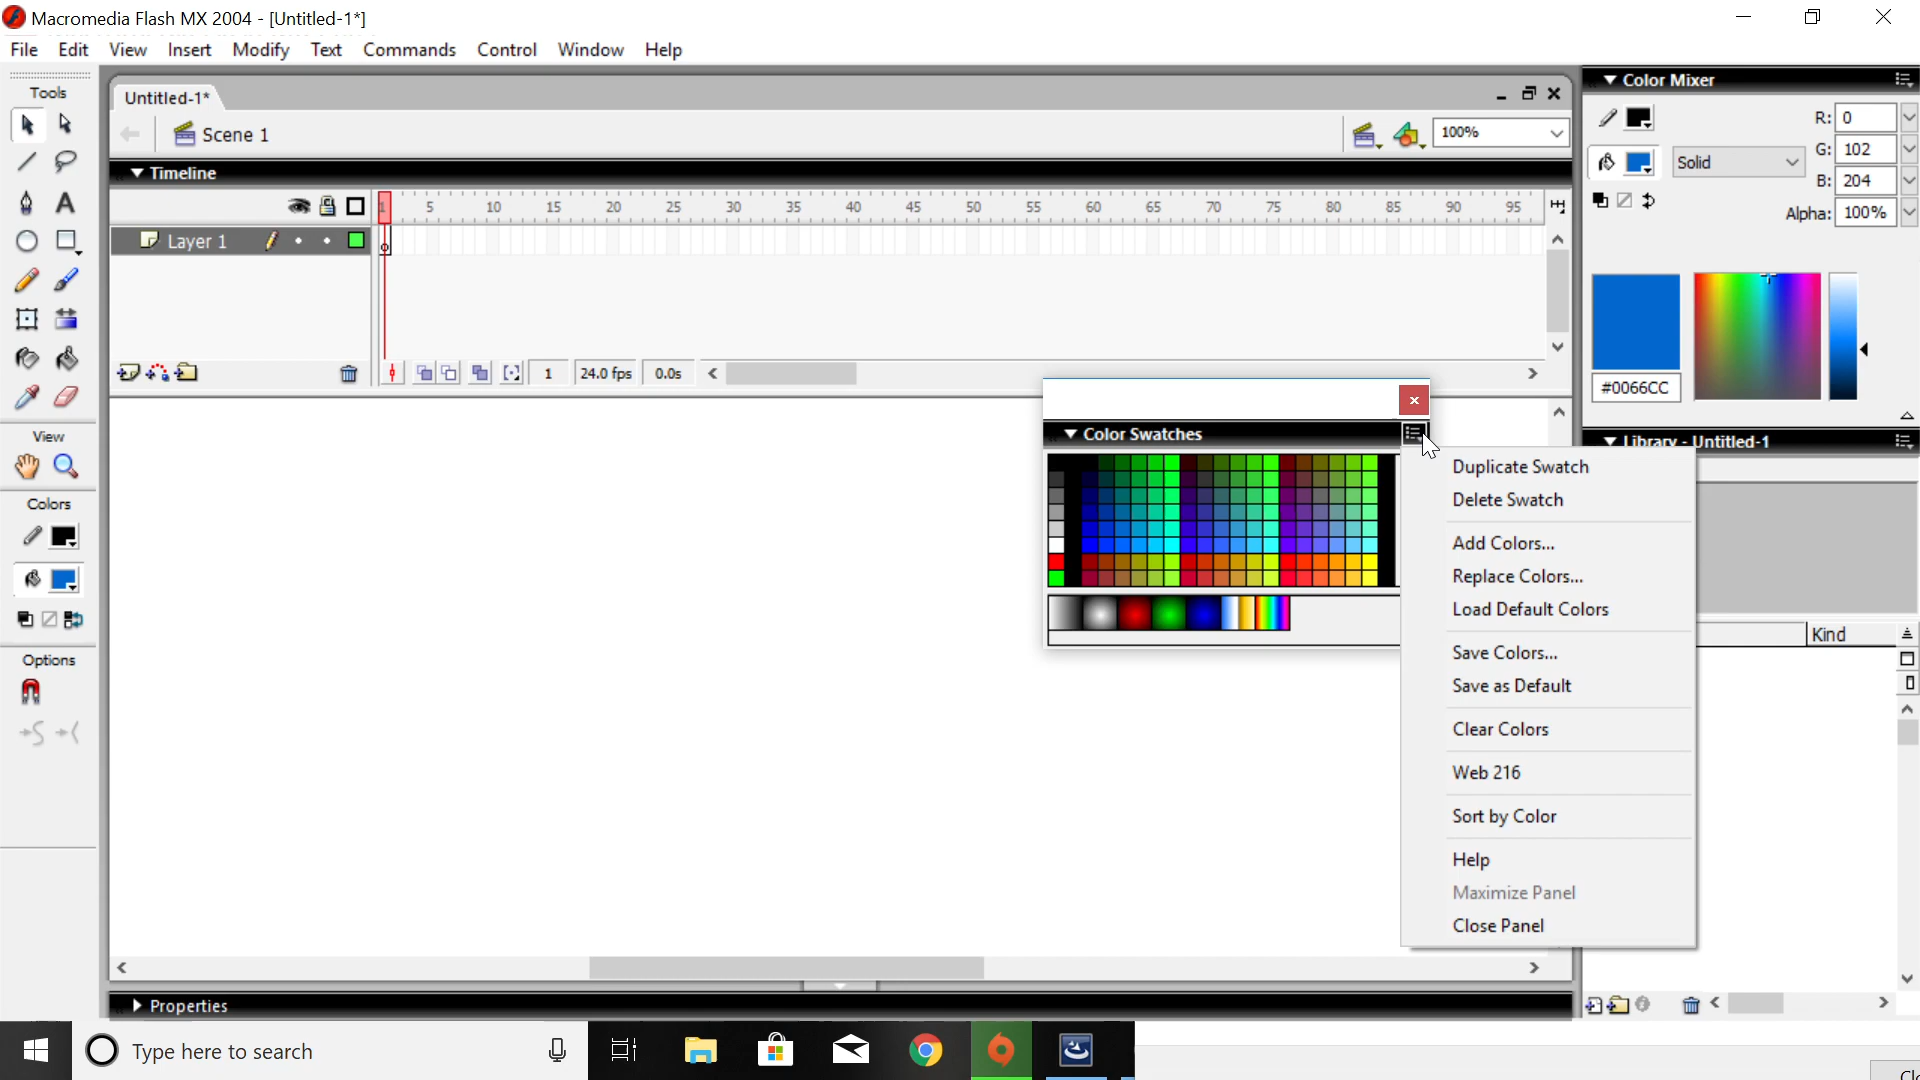 Macromedia Flash MX 2004 - [Untitled-1*]
File Edit View Insert Modify Text Commands Control Window Help
Tools
Untitled-1*
Scene 1
100%
Timeline
1 5 10 15 20 25 30 35 40 45 50 55 60 65 70 75 80 85 90 95
Layer 1
1 24.0 fps 0.0s
View
Colors
Options
Properties
Color Mixer
R: 0
Solid
G: 102
B: 204
Alpha: 100%
#0066CC
Library - Untitled-1
Kind
Color Swatches
Duplicate Swatch
Delete Swatch
Add Colors...
Replace Colors...
Load Default Colors
Save Colors...
Save as Default
Clear Colors
Web 216
Sort by Color
Help
Maximize Panel
Close Panel
Type here to search